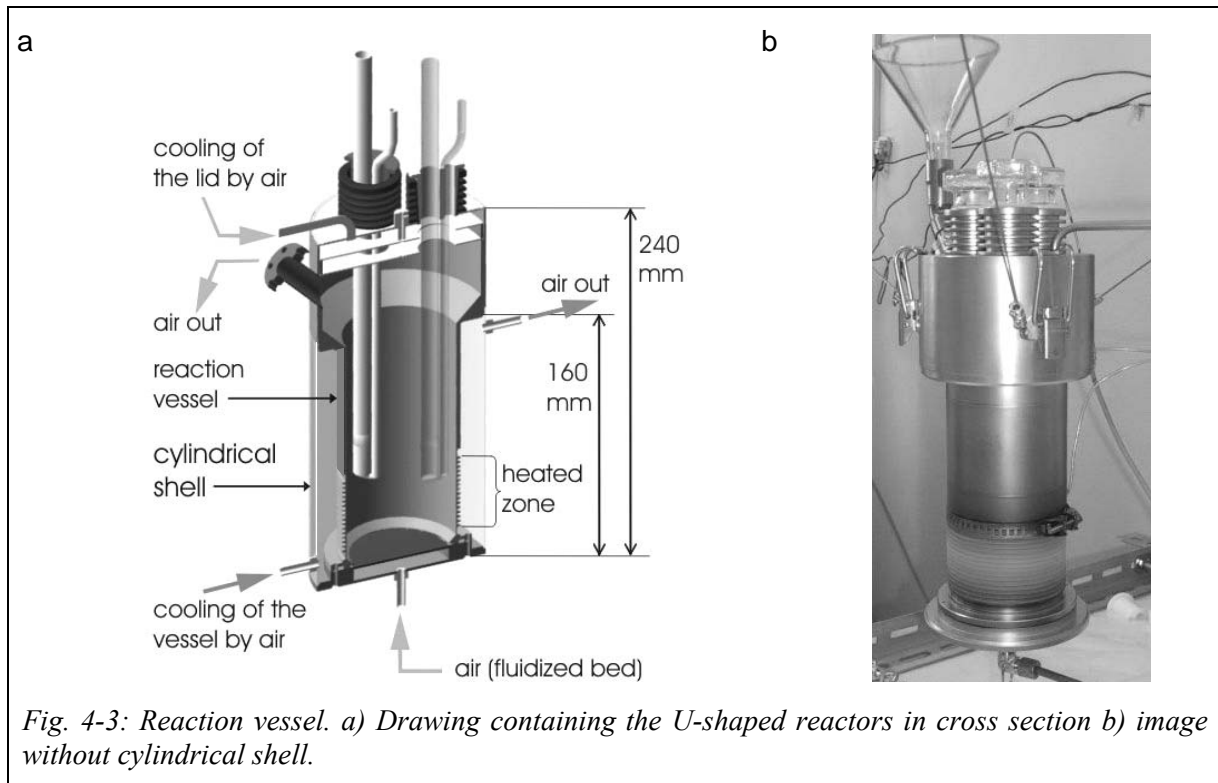 a
b
cooling of
the lid by air
240
mm
air out
air out
reaction
vessel
160
mm
cylindrical
shell
heated
zone
cooling of the
vessel by air
air (fluidized bed)
Fig. 4-3: Reaction vessel. a) Drawing containing the U-shaped reactors in cross section b) image
without cylindrical shell.